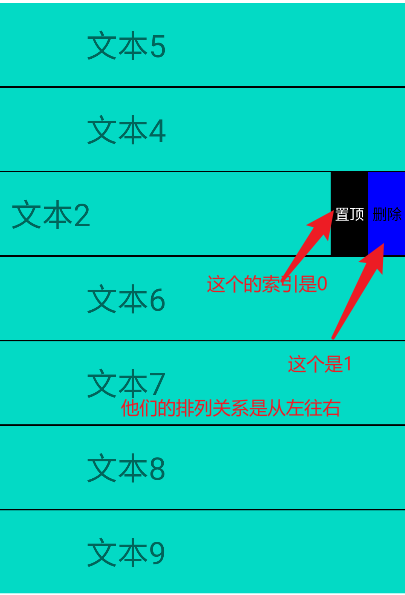 文本5
文本4
文本2
置顶
删除
这个的索引是0
文本6
这个是1
文本7
他们的排列关系是从左往右
文本8
文本9